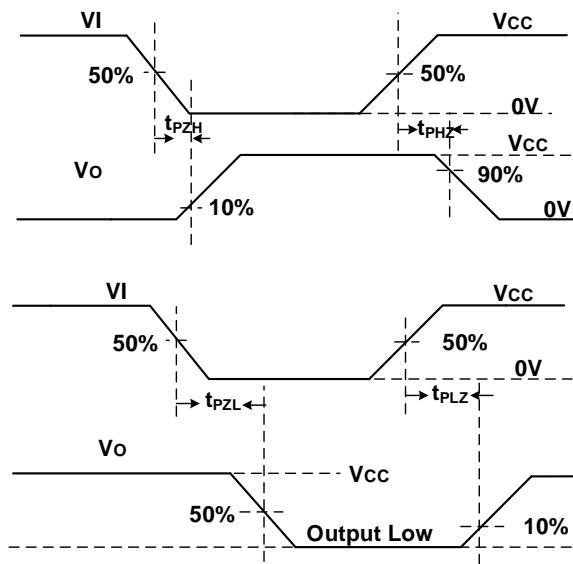 VI
VCC
50%
50%
0V
tPZH
tPHZ
VCC
VO
90%
10%
0V
VI
VCC
50%
50%
0V
tPZL
tPLZ
VO
VCC
50%
Output Low
10%